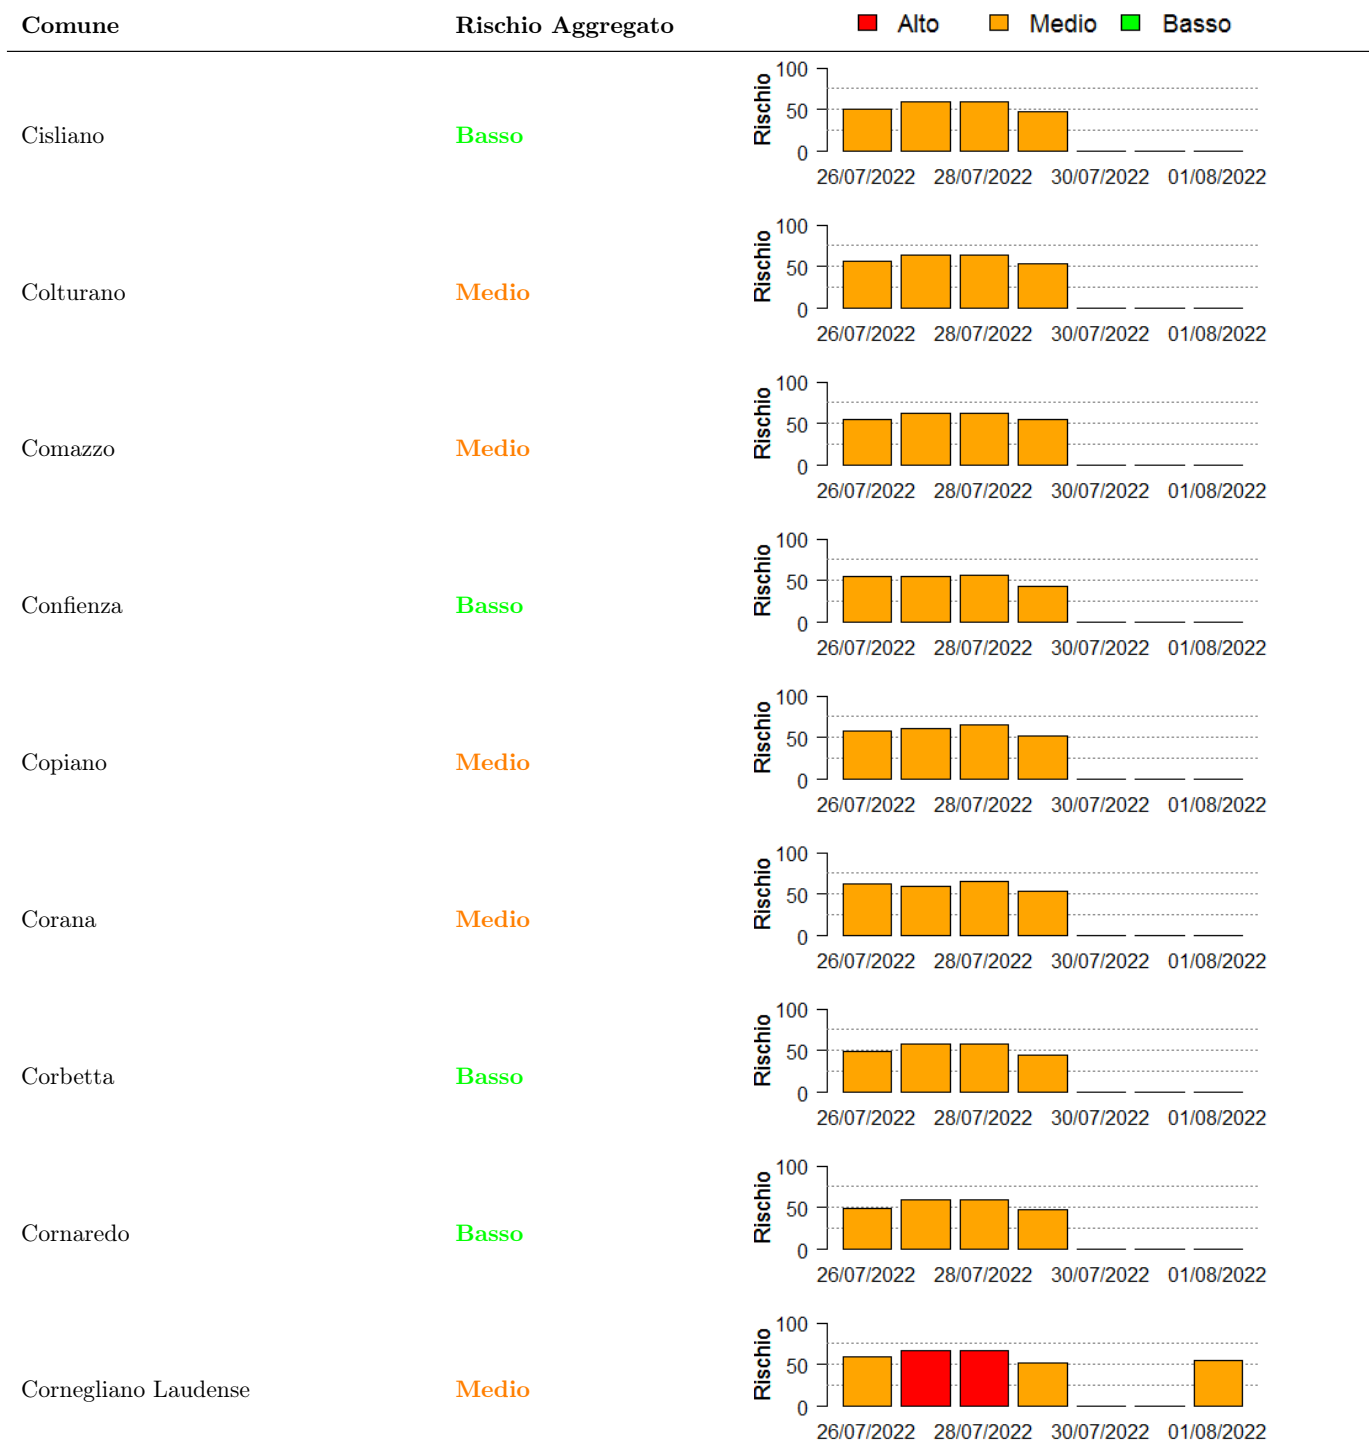 Comune Rischio Aggregato Alto Medio Basso
100
50
0
Rischio
Cisliano Basso
26/07/2022 28/07/2022 30/07/2022 01/08/2022
100
50
0
Rischio
Colturano Medio
26/07/2022 28/07/2022 30/07/2022 01/08/2022
100
50
0
Rischio
Comazzo Medio
26/07/2022 28/07/2022 30/07/2022 01/08/2022
100
50
0
Rischio
Confienza Basso
26/07/2022 28/07/2022 30/07/2022 01/08/2022
100
50
0
Rischio
Copiano Medio
26/07/2022 28/07/2022 30/07/2022 01/08/2022
100
50
0
Rischio
Corana Medio
26/07/2022 28/07/2022 30/07/2022 01/08/2022
100
50
0
Rischio
Corbetta Basso
26/07/2022 28/07/2022 30/07/2022 01/08/2022
100
50
0
Rischio
Cornaredo Basso
26/07/2022 28/07/2022 30/07/2022 01/08/2022
100
50
0
Rischio
Cornegliano Laudense Medio
26/07/2022 28/07/2022 30/07/2022 01/08/2022